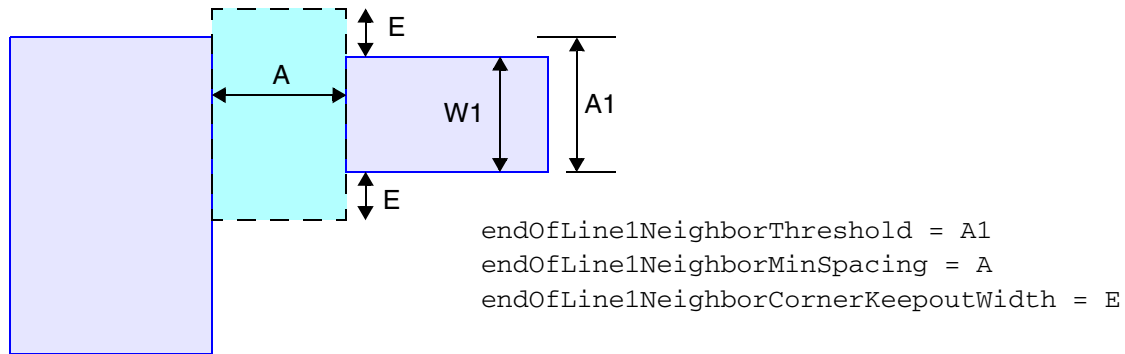 E
A
W1
A1
E
endOfLine1NeighborThreshold = A1
endOfLine1NeighborMinSpacing = A
endOfLine1NeighborCornerKeepoutWidth = E